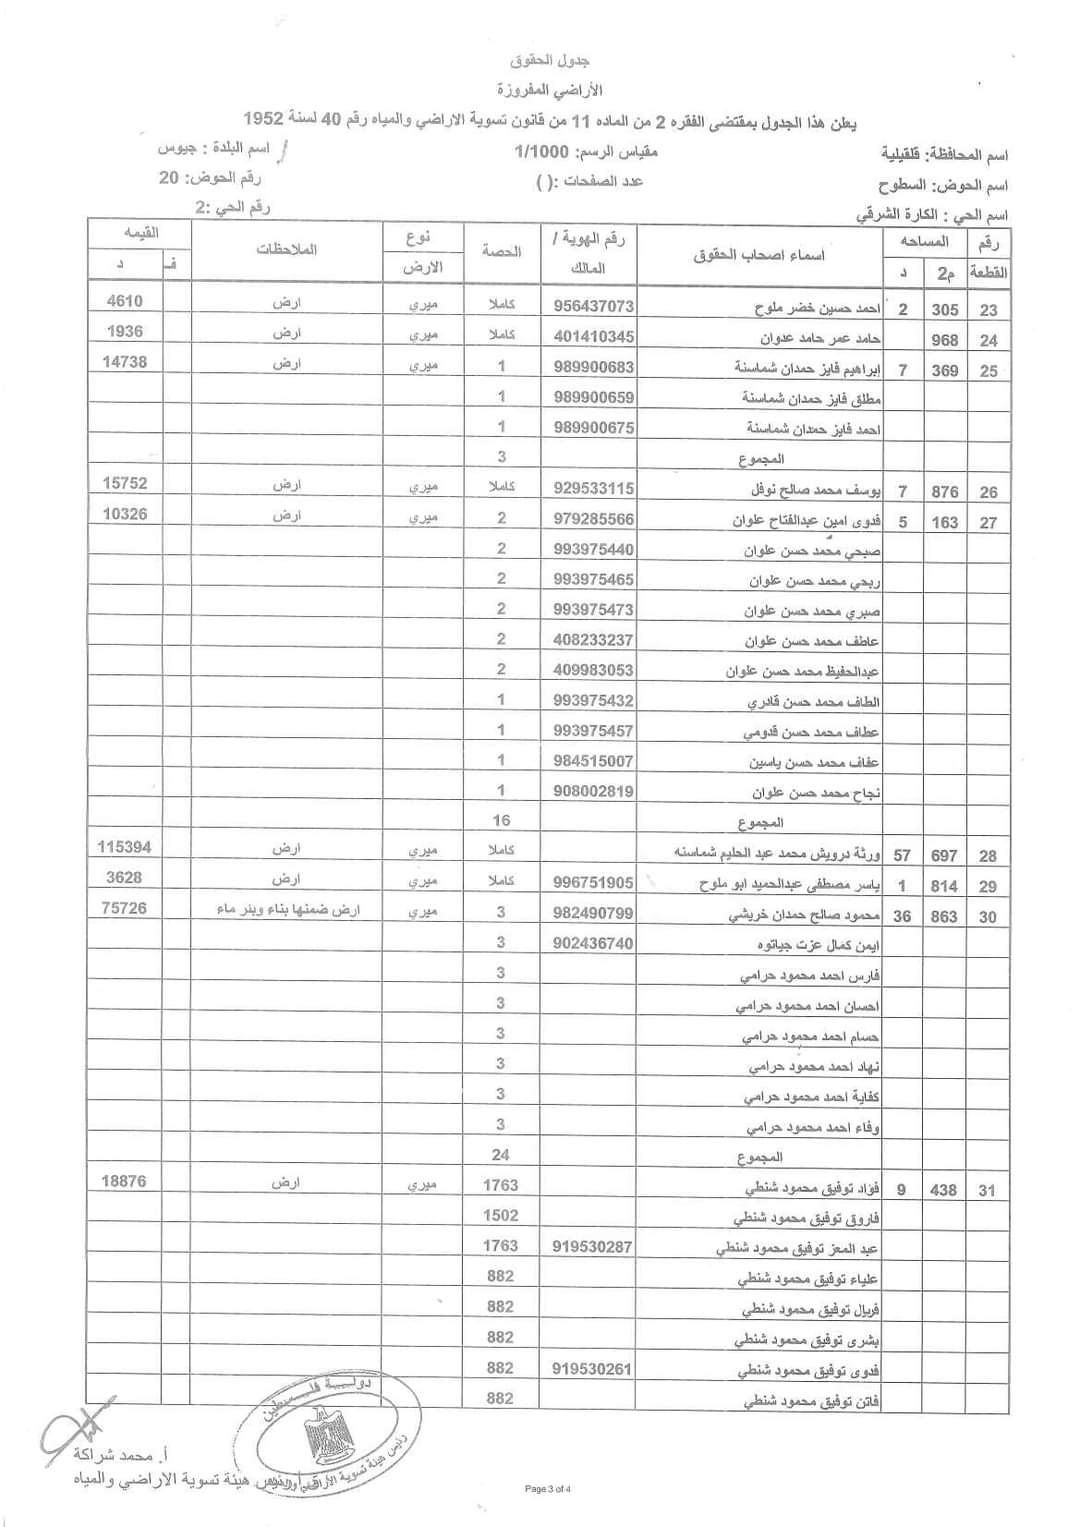 جدول الحقوق
الأراضي المفروزة
يعلن هذا الجدول بمقتضى الفقره 2 من الماده 11 من قانون تسوية الاراضي والمياه رقم 40 لسنة 1952
اسم المحافظة: قلقيلية مقياس الرسم: 1/1000 اسم البلدة : جيوس
اسم الحوض: السطوح عدد الصفحات :( ) رقم الحوض: 20
اسم الحي : الكارة الشرقي رقم الحي :2
رقم القطعة المساحه م2 د اسماء اصحاب الحقوق رقم الهوية / المالك الحصة نوع الارض الملاحظات القيمه ف د
23 305 2 احمد حسين خضر ملوح 956437073 كاملا ميري ارض 4610
24 968 حامد عمر حامد عدوان 401410345 كاملا ميري ارض 1936
25 369 7 إبراهيم فايز حمدان شماسنة 989900683 1 ميري ارض 14738
مطلق فايز حمدان شماسنة 989900659 1
احمد فايز حمدان شماسنة 989900675 1
المجموع 3
26 876 7 يوسف محمد صالح نوفل 929533115 كاملا ميري ارض 15752
27 163 5 فدوى امين عبدالفتاح علوان 979285566 2 ميري ارض 10326
صبحي محمد حسن علوان 993975440 2
ربحي محمد حسن علوان 993975465 2
صبري محمد حسن علوان 993975473 2
عاطف محمد حسن علوان 408233237 2
عبدالحفيظ محمد حسن علوان 409983053 2
الطاف محمد حسن قادري 993975432 1
عطاف محمد حسن قدومي 993975457 1
عفاف محمد حسن ياسين 984515007 1
نجاح محمد حسن علوان 908002819 1
المجموع 16
28 697 57 ورثة درويش محمد عبد الحليم شماسنه كاملا ميري ارض 115394
29 814 1 ياسر مصطفى عبدالحميد ابو ملوح 996751905 كاملا ميري ارض 3628
30 863 36 محمود صالح حمدان خريشي 982490799 3 ميري ارض ضمنها بناء وبئر ماء 75726
ايمن كمال عزت جياتوه 902436740 3
فارس احمد محمود حرامي 3
احسان احمد محمود حرامي 3
حسام احمد محمود حرامي 3
نهاد احمد محمود حرامي 3
كفاية احمد محمود حرامي 3
وفاء احمد محمود حرامي 3
المجموع 24
31 438 9 فؤاد توفيق محمود شنطي 1763 ميري ارض 18876
فاروق توفيق محمود شنطي 1502
عبد المعز توفيق محمود شنطي 919530287 1763
علياء توفيق محمود شنطي 882
فريال توفيق محمود شنطي 882
بشرى توفيق محمود شنطي 882
فدوى توفيق محمود شنطي 919530261 882
فاتن توفيق محمود شنطي 882
دولة فلسطين
رئيس هيئة تسوية الأراضي والمياه
أ. محمد شراكة
هيئة تسوية الاراضي والمياه
Page 3 of 4